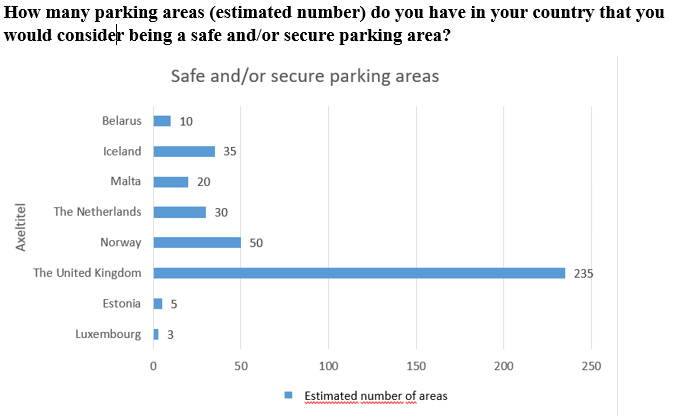 How many parking areas (estimated number) do you have in your country that you
would consider being a safe and/or secure parking area?
Safe and/or secure parking areas
Axeltitel
Belarus 10
Iceland 35
Malta 20
The Netherlands 30
Norway 50
The United Kingdom 235
Estonia 5
Luxembourg 3
0 50 100 150 200 250
Estimated number of areas